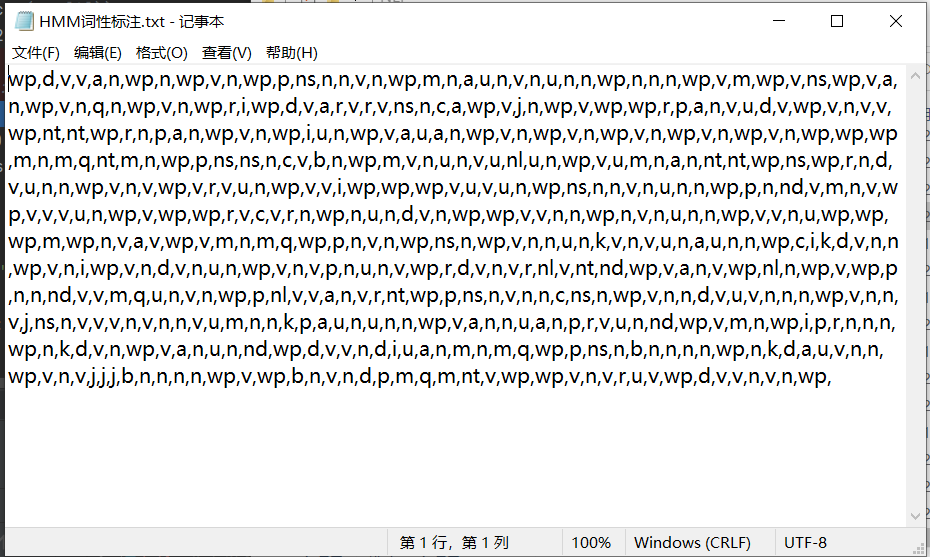 HMM词性标注.txt - 记事本
文件(F) 编辑(E) 格式(O) 查看(V) 帮助(H)
wp,d,v,v,a,n,wp,n,wp,v,n,wp,p,ns,n,n,v,n,wp,m,n,a,u,n,v,n,u,n,n,wp,n,n,n,wp,v,m,wp,v,ns,wp,v,a,
n,wp,v,n,q,n,wp,v,n,wp,r,i,wp,d,v,a,r,v,r,v,ns,n,c,a,wp,v,j,n,wp,v,wp,wp,r,p,a,n,v,u,d,v,wp,v,n,v,v,
wp,nt,nt,wp,r,n,p,a,n,wp,v,n,wp,i,u,n,wp,v,a,u,a,n,wp,v,n,wp,v,n,wp,v,n,wp,v,n,wp,v,n,wp,wp,wp
,m,n,m,q,nt,m,n,wp,p,ns,ns,n,c,v,b,n,wp,m,v,n,u,n,v,u,nl,u,n,wp,v,u,m,n,a,n,nt,nt,wp,ns,wp,r,n,d,
v,u,n,n,wp,v,n,v,wp,v,r,v,u,n,wp,v,v,i,wp,wp,wp,v,u,v,u,n,wp,ns,n,n,v,n,u,n,n,wp,p,n,nd,v,m,n,v,w
p,v,v,v,u,n,wp,v,wp,wp,r,v,c,v,r,n,wp,n,u,n,d,v,n,wp,wp,v,v,n,n,wp,n,v,n,u,n,n,wp,v,v,n,u,wp,wp,
wp,m,wp,n,v,a,v,wp,v,m,n,m,q,wp,p,n,v,n,wp,ns,n,wp,v,n,n,u,n,k,v,n,v,u,n,a,u,n,n,wp,c,i,k,d,v,n,n
,wp,v,n,i,wp,v,n,d,v,n,u,n,wp,v,n,v,p,n,u,n,v,wp,r,d,v,n,v,r,nl,v,nt,nd,wp,v,a,n,v,wp,nl,n,wp,v,wp,p
,n,n,nd,v,v,m,q,u,n,v,n,wp,p,nl,v,v,a,n,v,r,nt,wp,p,ns,n,v,n,n,c,ns,n,wp,v,n,n,d,v,u,v,n,n,n,wp,v,n,n,
v,j,ns,n,v,v,v,n,v,n,n,v,u,m,n,n,k,p,a,u,n,u,n,n,wp,v,a,n,n,u,a,n,p,r,v,u,n,nd,wp,v,m,n,wp,i,p,r,n,n,n,
wp,n,k,d,v,n,wp,v,a,n,u,n,nd,wp,d,v,v,n,d,i,u,a,n,m,n,m,q,wp,p,ns,n,b,n,n,n,n,wp,n,k,d,a,u,v,n,n,
wp,v,n,v,j,j,j,b,n,n,n,n,wp,v,wp,b,n,v,n,d,p,m,q,m,nt,v,wp,wp,v,n,v,r,u,v,wp,d,v,v,n,v,n,wp,
第 1 行，第 1 列 100% Windows (CRLF) UTF-8